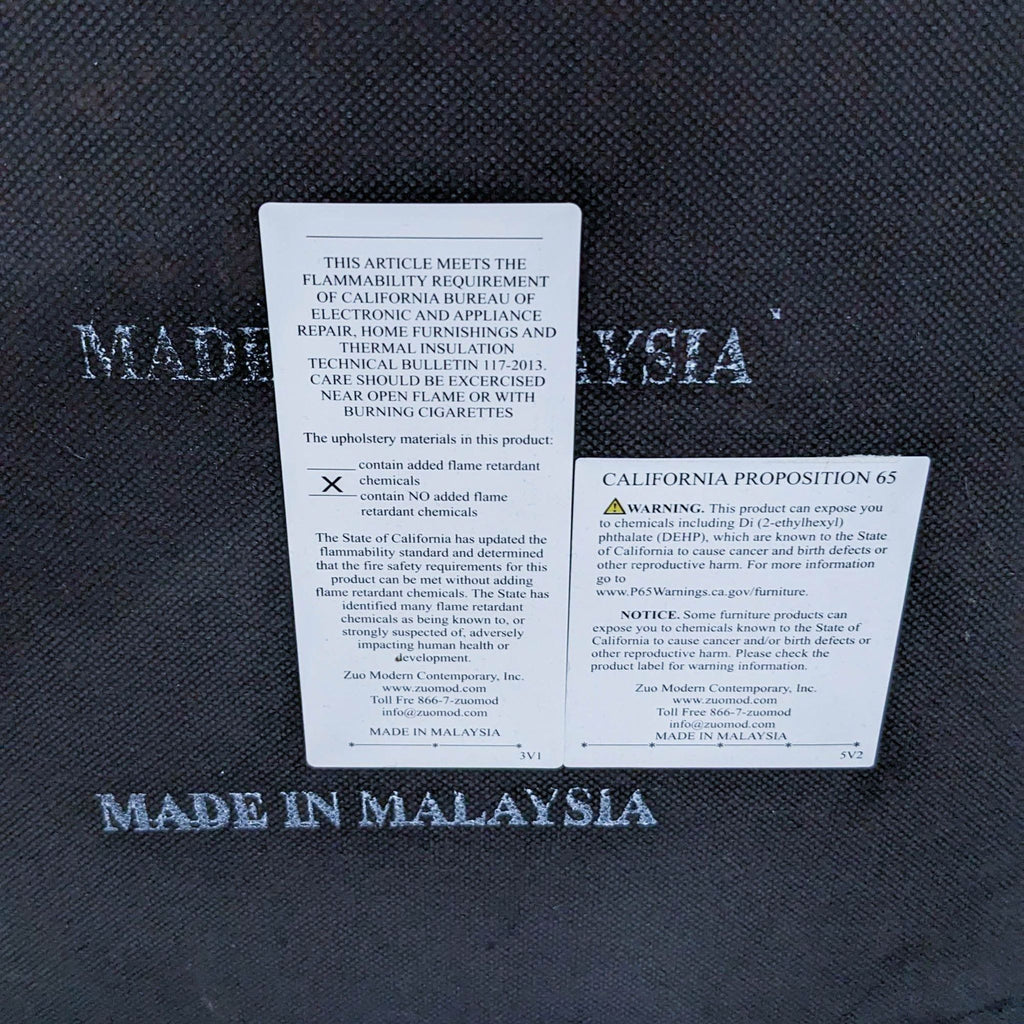 MADE
AYSIA
THIS ARTICLE MEETS THE
FLAMMABILITY REQUIREMENT
OF CALIFORNIA BUREAU OF
ELECTRONIC AND APPLIANCE
REPAIR, HOME FURNISHINGS AND
THERMAL INSULATION
TECHNICAL BULLETIN 117-2013.
CARE SHOULD BE EXCERCISED
NEAR OPEN FLAME OR WITH
BURNING CIGARETTES
The upholstery materials in this product:
contain added flame retardant
X chemicals
contain NO added flame
retardant chemicals
The State of California has updated the
flammability standard and determined
that the fire safety requirements for this
product can be met without adding
flame retardant chemicals. The State has
identified many flame retardant
chemicals as being known to, or
strongly suspected of, adversely
impacting human health or
development.
Zuo Modern Contemporary, Inc.
www.zuomod.com
Toll Fre 866-7-zuomod
info@zuomod.com
MADE IN MALAYSIA
3V1
CALIFORNIA PROPOSITION 65
WARNING. This product can expose you
to chemicals including Di (2-ethylhexyl)
phthalate (DEHP), which are known to the State
of California to cause cancer and birth defects or
other reproductive harm. For more information
go to
www.P65Warnings.ca.gov/furniture.
NOTICE. Some furniture products can
expose you to chemicals known to the State of
California to cause cancer and/or birth defects or
other reproductive harm. Please check the
product label for warning information.
Zuo Modern Contemporary, Inc.
www.zuomod.com
Toll Free 866-7-zuomod
info@zuomod.com
MADE IN MALAYSIA
5V2
MADE IN MALAYSIA